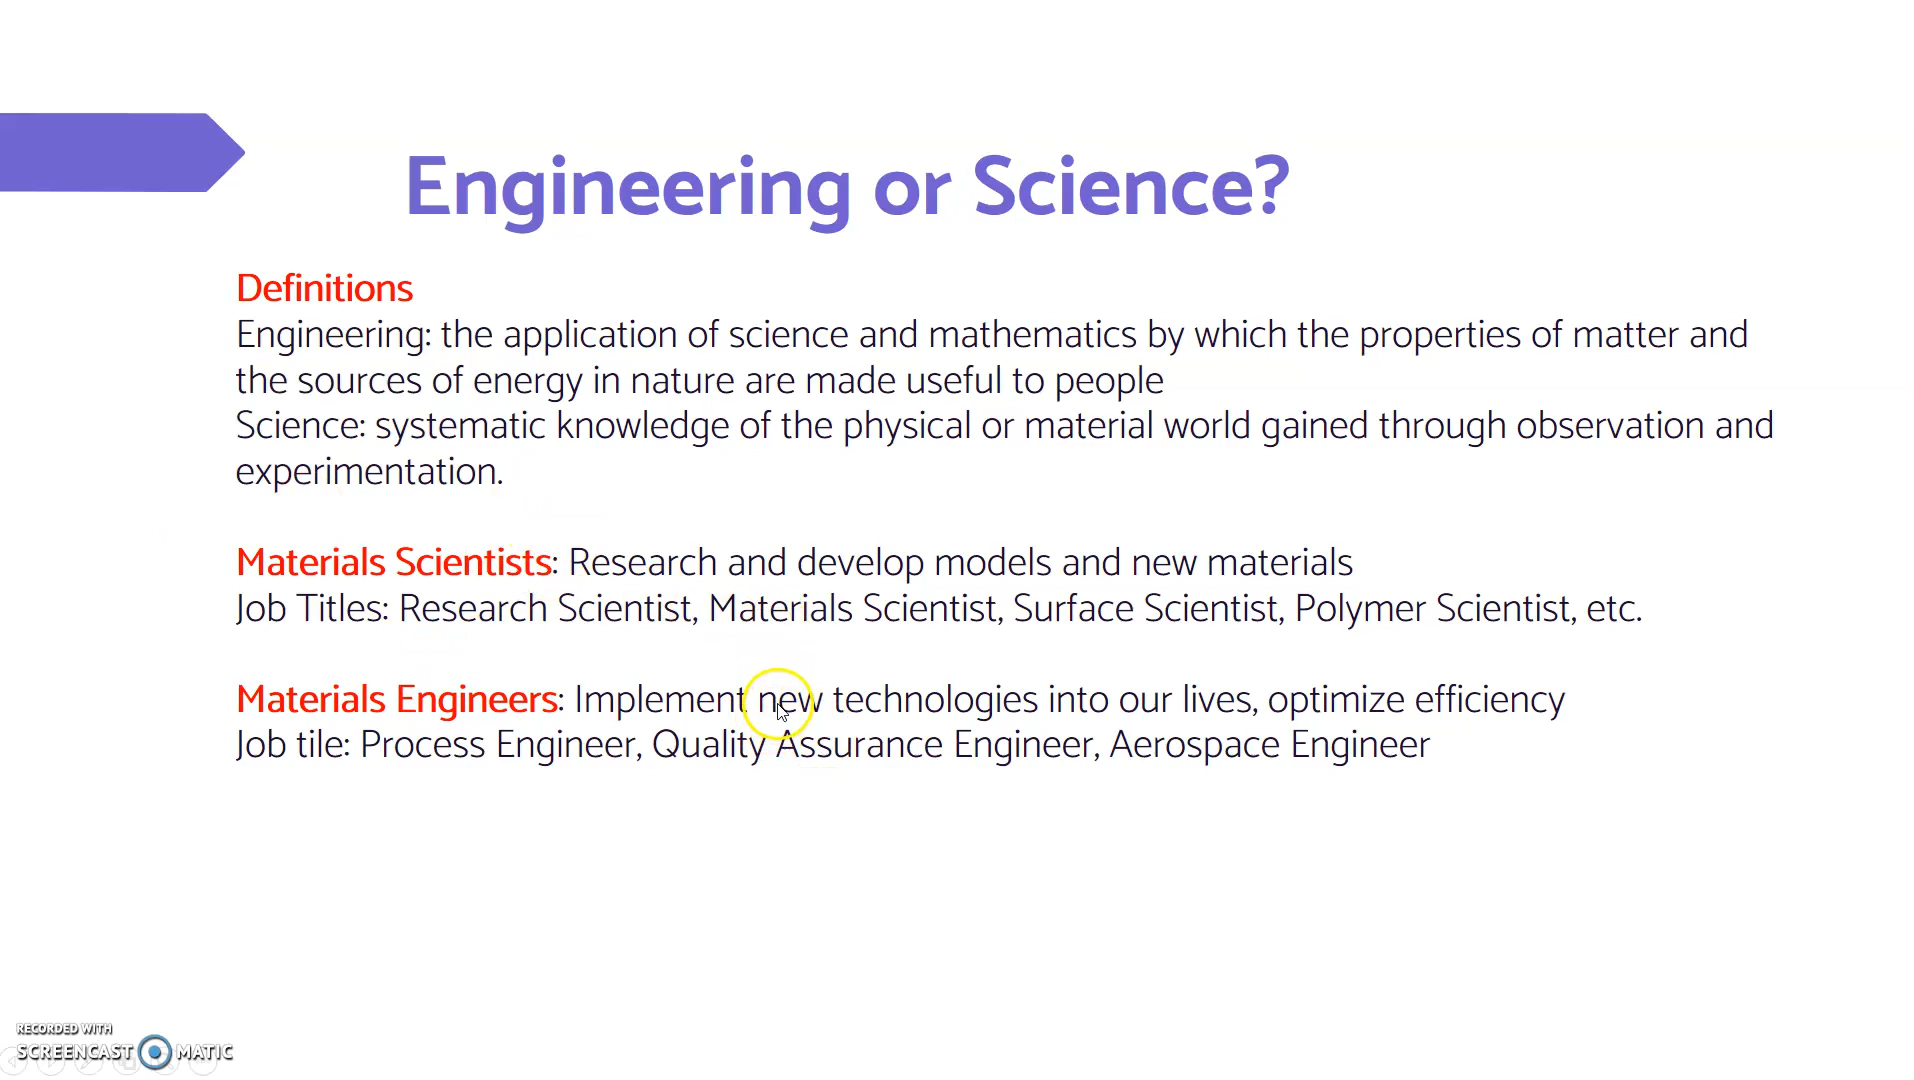 Engineering or Science?
Definitions
Engineering: the application of science and mathematics by which the properties of matter and
the sources of energy in nature are made useful to people
Science: systematic knowledge of the physical or material world gained through observation and
experimentation.
Materials Scientists: Research and develop models and new materials
Job Titles: Research Scientist, Materials Scientist, Surface Scientist, Polymer Scientist, etc.
Materials Engineers: Implement new technologies into our lives, optimize efficiency
Job tile: Process Engineer, Quality Assurance Engineer, Aerospace Engineer
RECORDED WITH
SCREENCAST MATIC